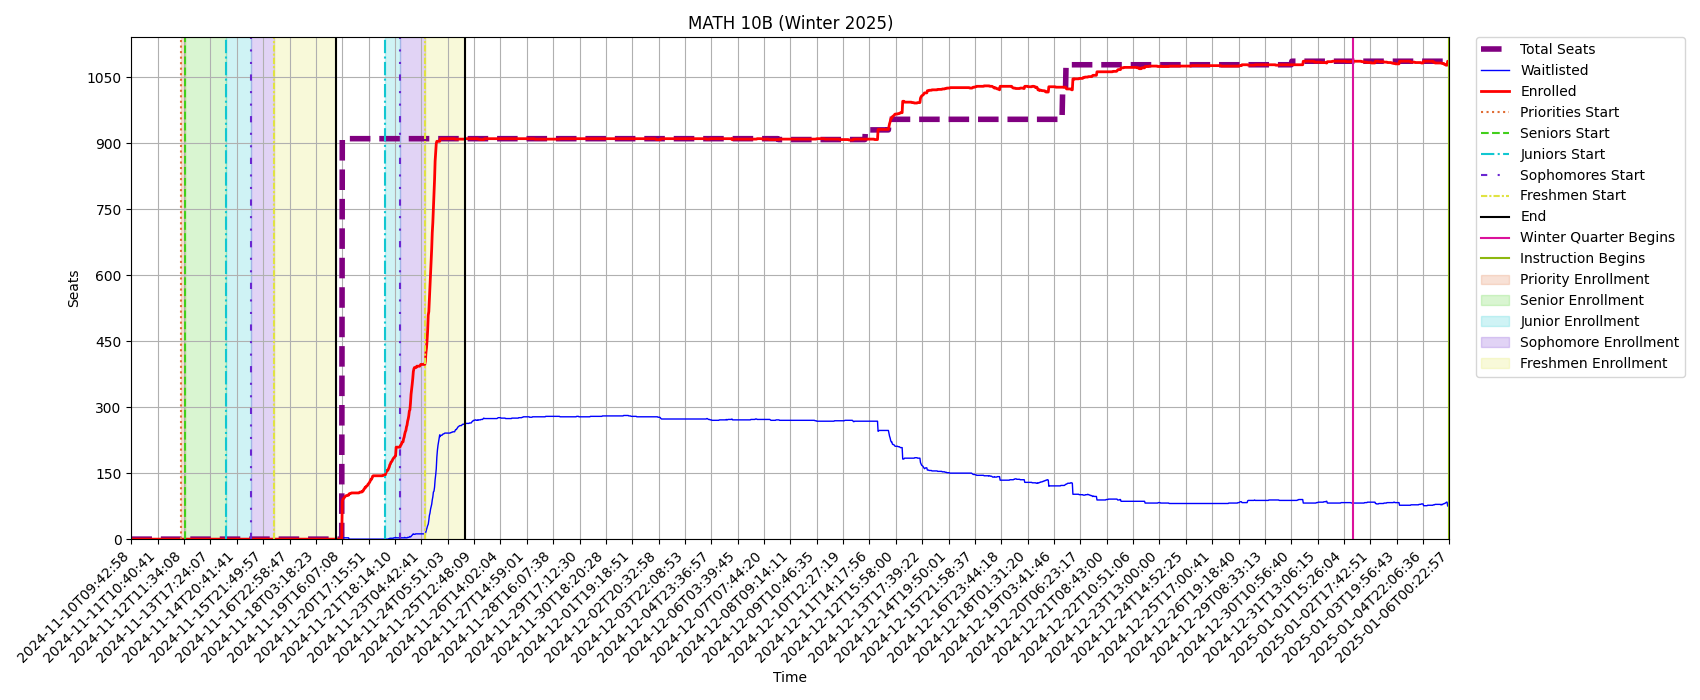 MATH 10B (Winter 2025)
Seats
1050
900
750
600
450
300
150
0
2024-11-10T09:42:58
2024-11-11T10:40:41
2024-11-12T11:34:08
2024-11-13T17:24:07
2024-11-14T20:41:41
2024-11-15T21:49:57
2024-11-16T22:58:47
2024-11-18T03:18:23
2024-11-19T16:07:08
2024-11-20T17:15:51
2024-11-21T18:14:10
2024-11-23T04:42:41
2024-11-24T05:51:03
2024-11-25T12:48:09
2024-11-26T14:02:04
2024-11-27T14:59:01
2024-11-28T16:07:38
2024-11-29T17:12:30
2024-11-30T18:20:28
2024-12-01T19:18:51
2024-12-02T20:32:58
2024-12-03T22:08:53
2024-12-04T23:36:57
2024-12-06T03:39:45
2024-12-07T07:44:20
2024-12-08T09:14:11
2024-12-09T10:46:35
2024-12-10T12:27:19
2024-12-11T14:17:56
2024-12-12T15:58:00
2024-12-13T17:39:22
2024-12-14T19:50:01
2024-12-15T21:58:37
2024-12-16T23:44:18
2024-12-18T01:31:20
2024-12-19T03:41:46
2024-12-20T06:23:17
2024-12-21T08:43:00
2024-12-22T10:51:06
2024-12-23T13:00:00
2024-12-24T14:52:25
2024-12-25T17:00:41
2024-12-26T19:18:40
2024-12-29T08:33:13
2024-12-30T10:56:40
2024-12-31T13:06:15
2025-01-01T15:26:04
2025-01-02T17:42:51
2025-01-03T19:56:43
2025-01-04T22:06:36
2025-01-06T00:22:57
Time
Total Seats
Waitlisted
Enrolled
Priorities Start
Seniors Start
Juniors Start
Sophomores Start
Freshmen Start
End
Winter Quarter Begins
Instruction Begins
Priority Enrollment
Senior Enrollment
Junior Enrollment
Sophomore Enrollment
Freshmen Enrollment